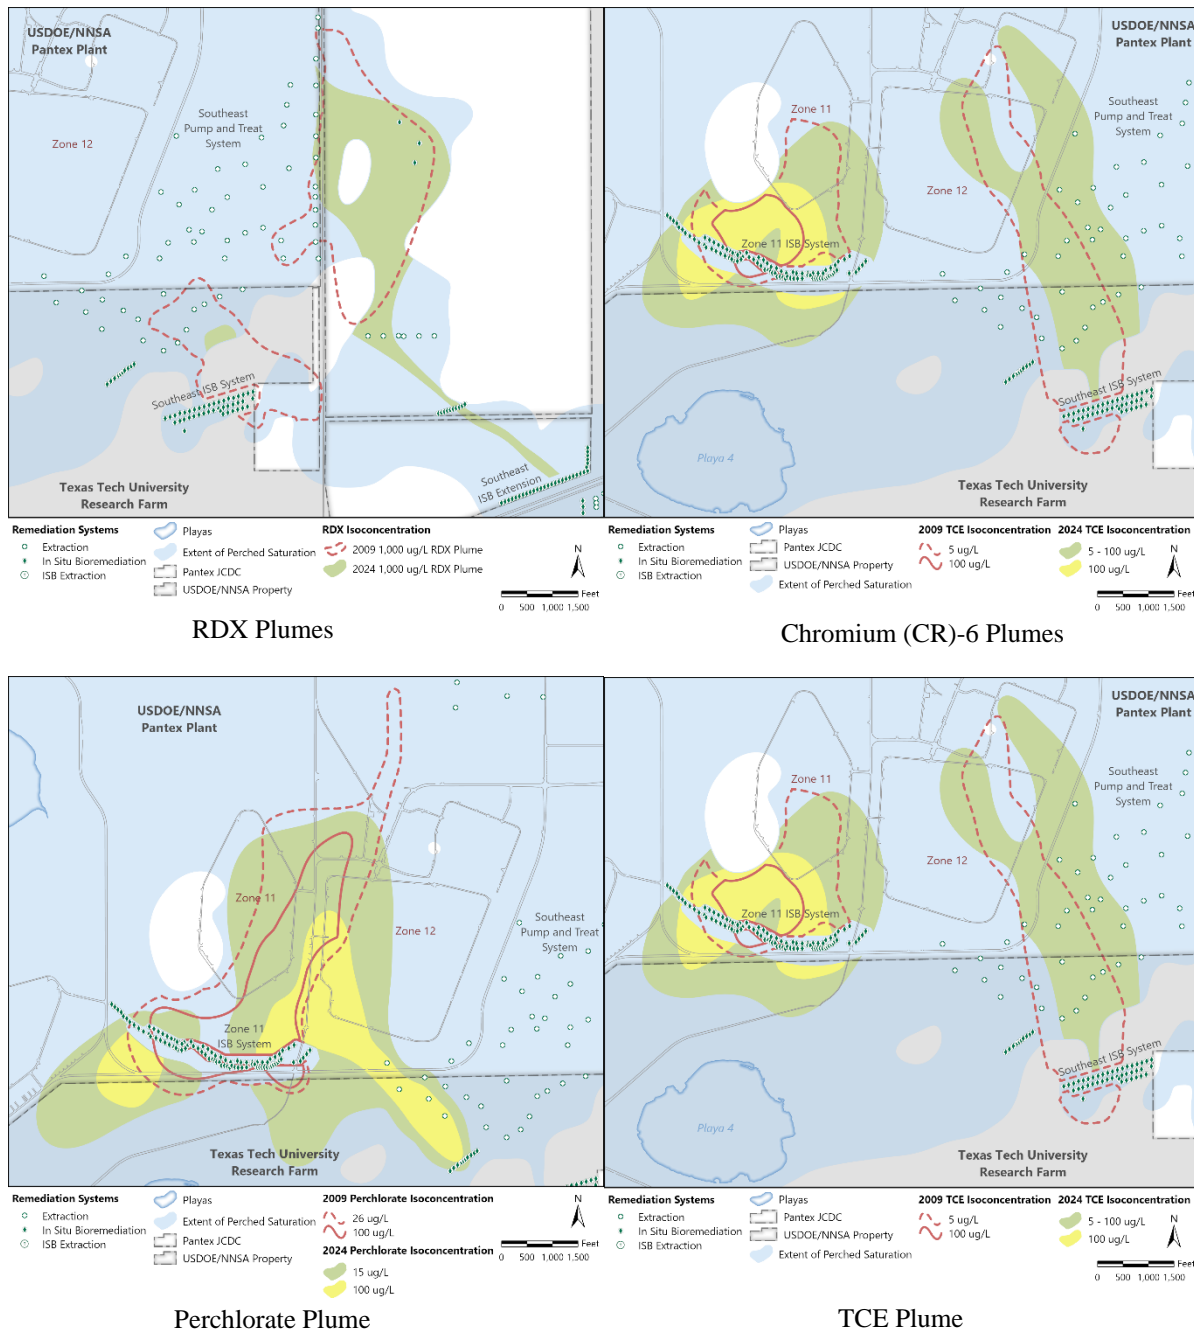 USDOE/NNSA
Pantex Plant
Southeast
Pump and Treat
System
Zone 12
Southeast ISB System
Texas Tech University
Research Farm
Southeast
ISB Extension
Remediation Systems
Extraction
In Situ Bioremediation
ISB Extraction
Playas
Extent of Perched Saturation
Pantex JCDC
USDOE/NNSA Property
RDX Isoconcentration
2009 1,000 ug/L RDX Plume
2024 1,000 ug/L RDX Plume
N
Feet
0 500 1,000 1,500
RDX Plumes
USDOE/NNSA
Pantex Plant
Zone 11
Southeast
Pump and Treat
System
Zone 12
Zone 11 ISB System
Southeast ISB System
Playa 4
Texas Tech University
Research Farm
Remediation Systems
Extraction
In Situ Bioremediation
ISB Extraction
Playas
Pantex JCDC
USDOE/NNSA Property
Extent of Perched Saturation
2009 TCE Isoconcentration
5 ug/L
100 ug/L
2024 TCE Isoconcentration
5 - 100 ug/L
100 ug/L
N
Feet
0 500 1,000 1,500
Chromium (CR)-6 Plumes
USDOE/NNSA
Pantex Plant
Zone 11
Zone 12
Southeast
Pump and Treat
System
Zone 11
ISB System
Texas Tech University
Research Farm
Remediation Systems
Extraction
In Situ Bioremediation
ISB Extraction
Playas
Extent of Perched Saturation
Pantex JCDC
USDOE/NNSA Property
2009 Perchlorate Isoconcentration
26 ug/L
100 ug/L
2024 Perchlorate Isoconcentration
15 ug/L
100 ug/L
N
Feet
0 500 1,000 1,500
Perchlorate Plume
USDOE/NNSA
Pantex Plant
Zone 11
Southeast
Pump and Treat
System
Zone 12
Zone 11 ISB System
Southeast ISB System
Playa 4
Texas Tech University
Research Farm
Remediation Systems
Extraction
In Situ Bioremediation
ISB Extraction
Playas
Pantex JCDC
USDOE/NNSA Property
Extent of Perched Saturation
2009 TCE Isoconcentration
5 ug/L
100 ug/L
2024 TCE Isoconcentration
5 - 100 ug/L
100 ug/L
N
Feet
0 500 1,000 1,500
TCE Plume